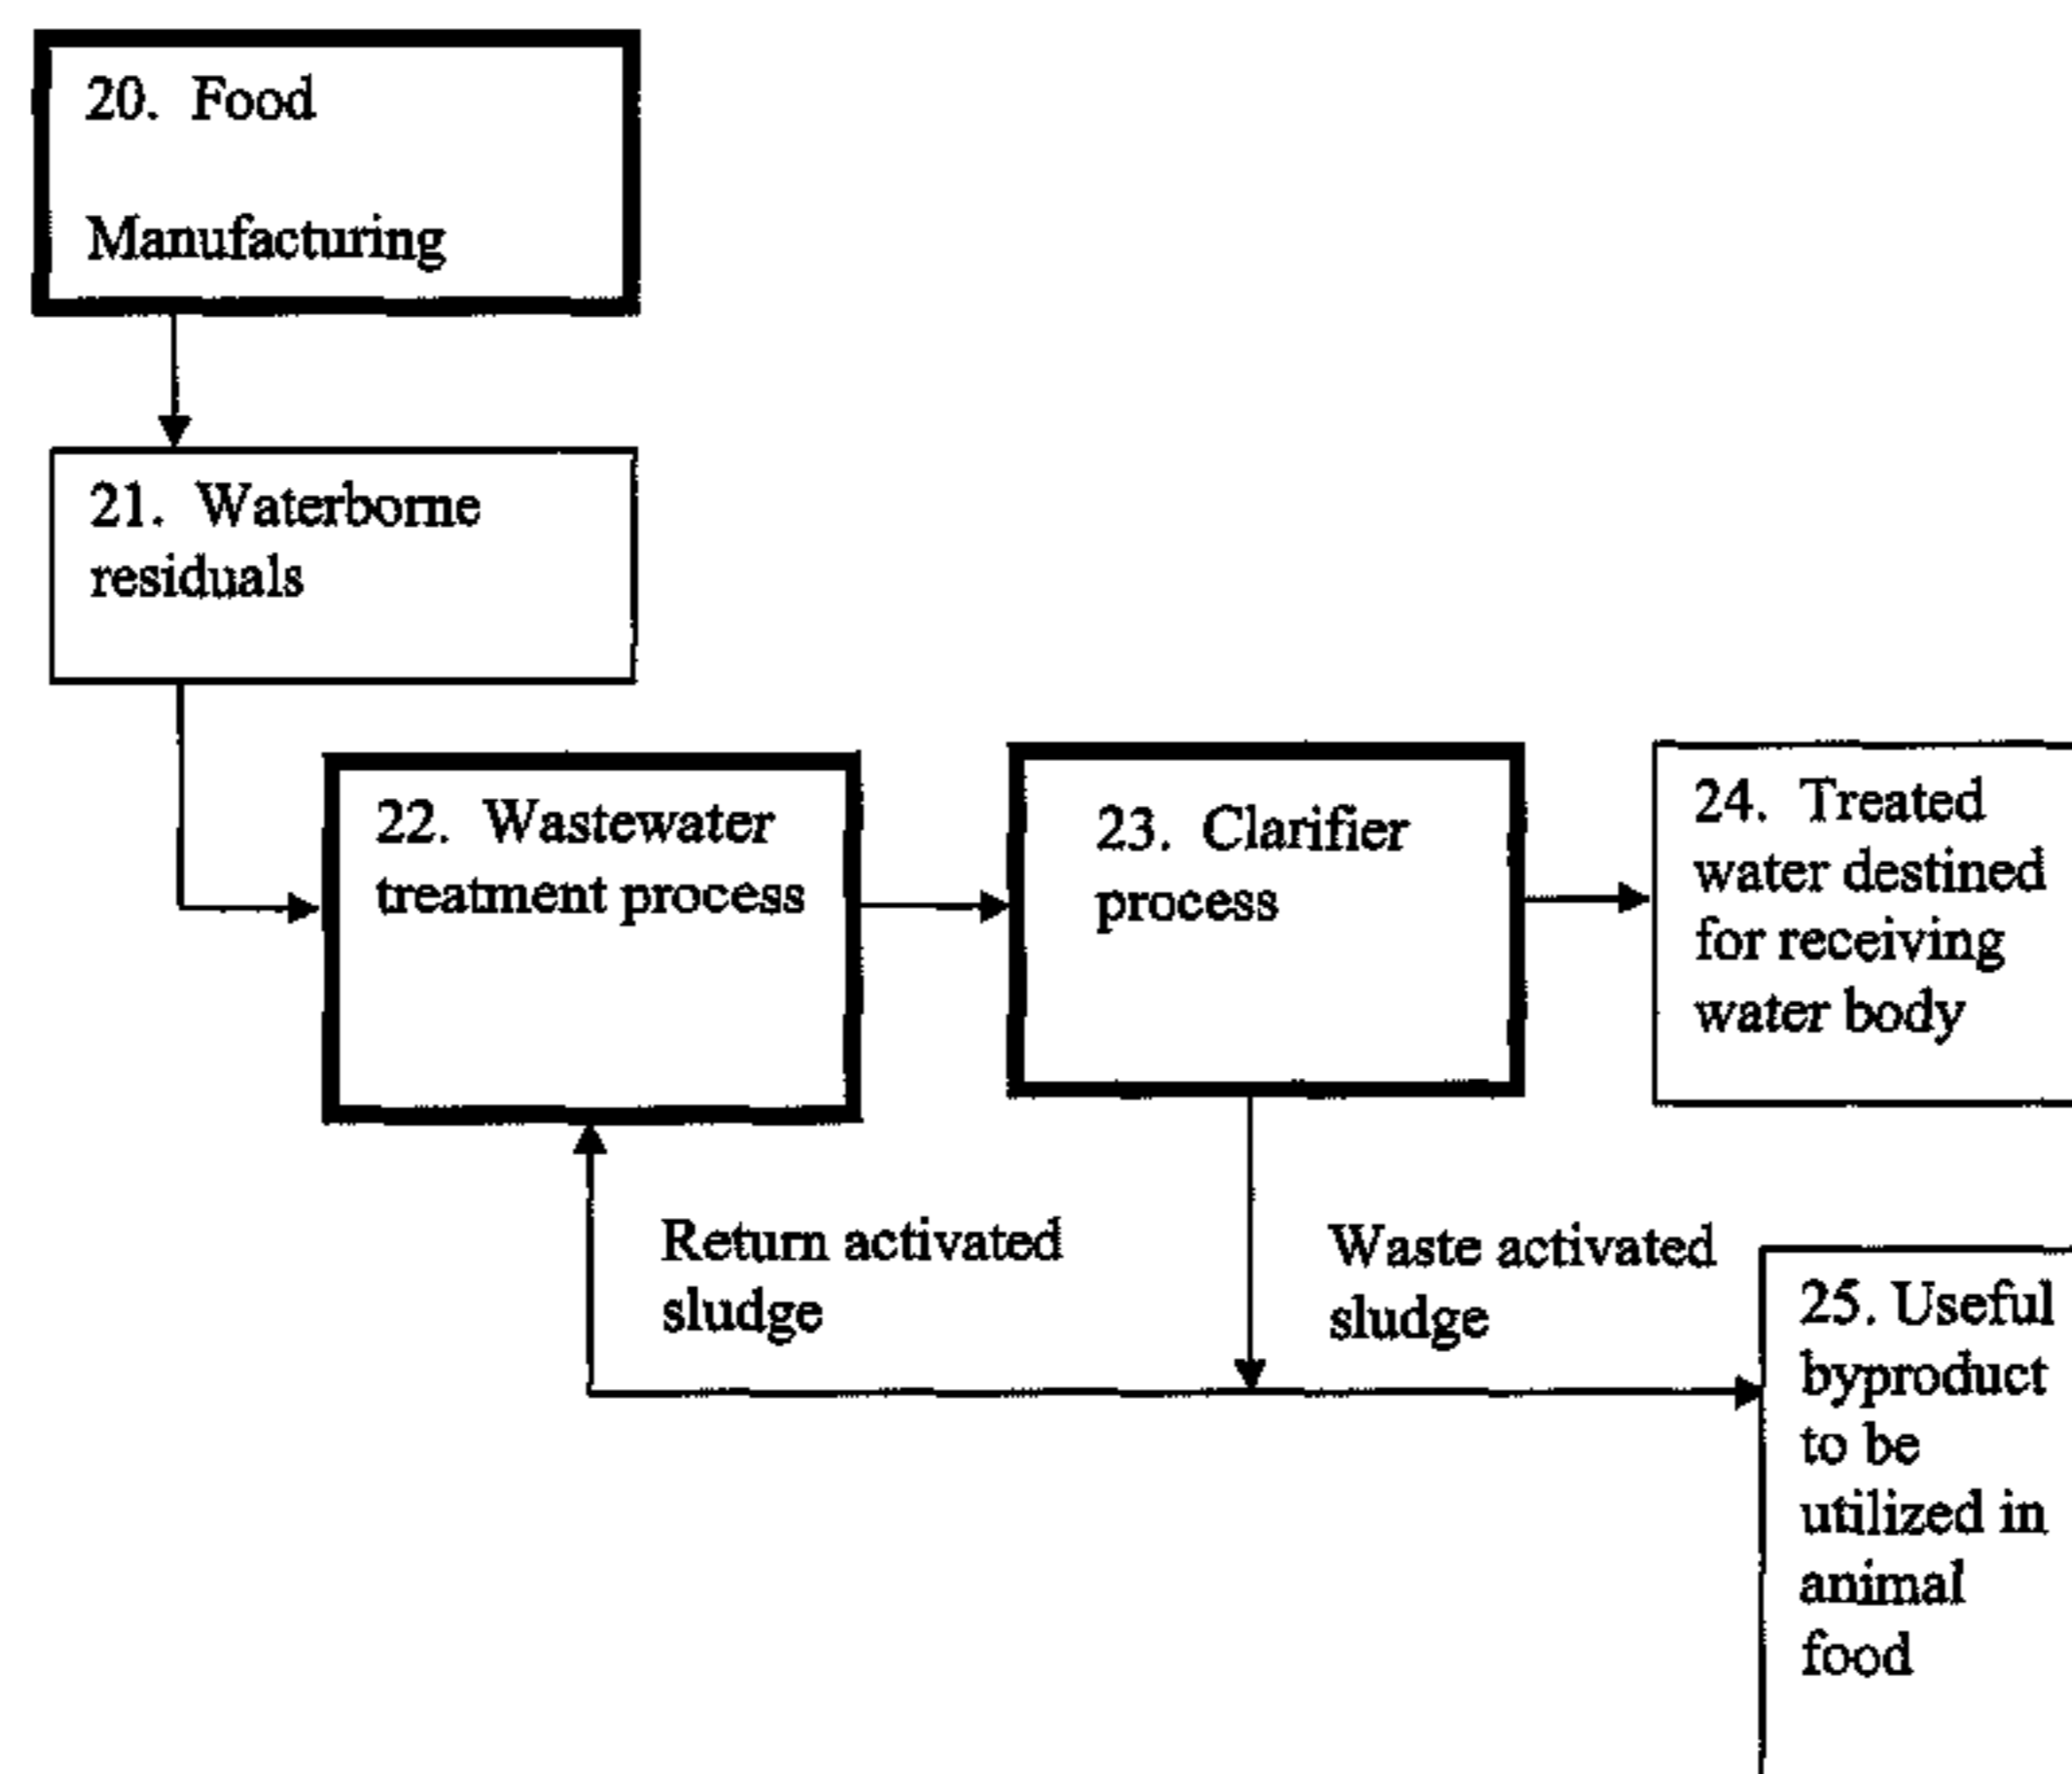 20. Food
Manufacturing
21. Waterborne
residuals
22. Wastewater
treatment process
23. Clarifier
process
24. Treated
water destined
for receiving
water body
Return activated
sludge
Waste activated
sludge
25. Useful
byproduct
to be
utilized in
animal
food